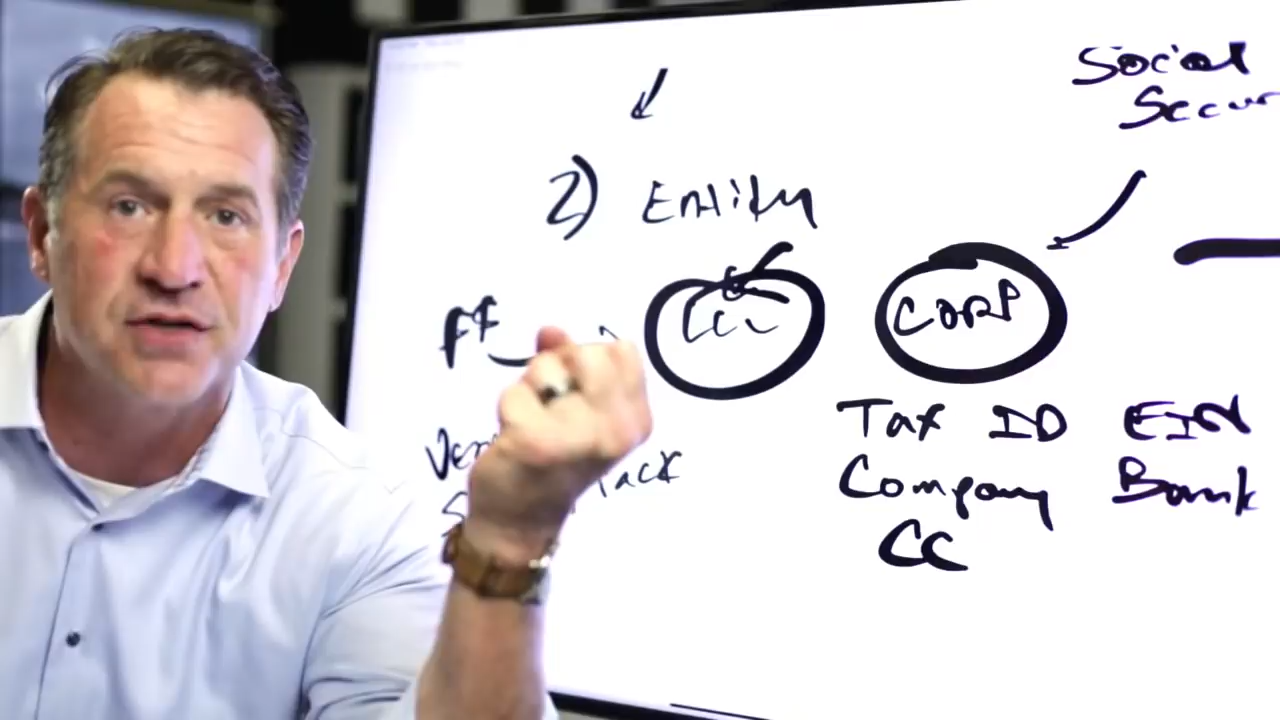 Social
Secur
2) Entity
FF
LLC
CORP
Tax ID EIN
Company Bank
CC